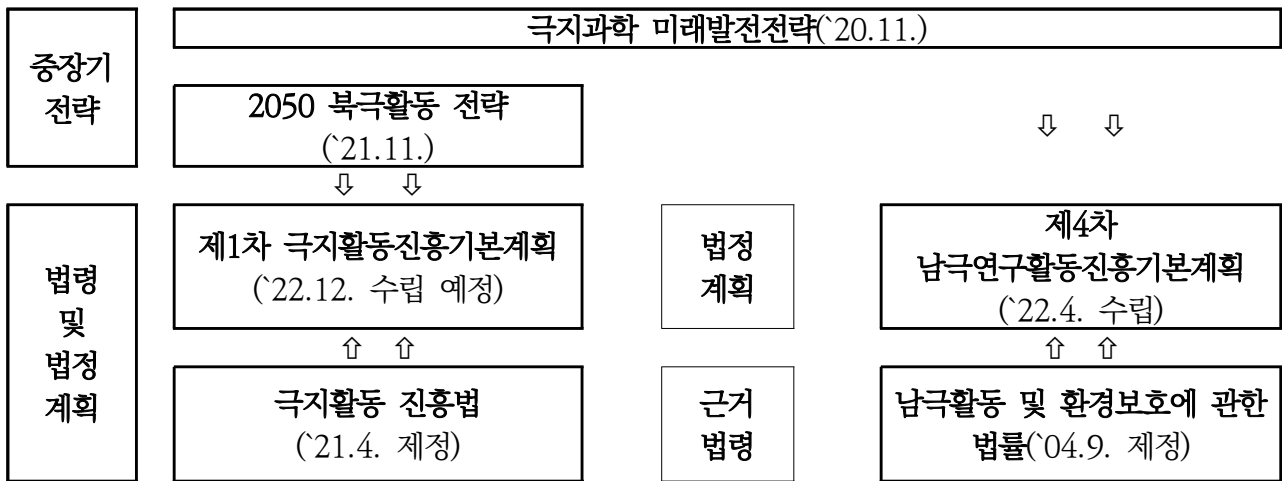 극지과학 미래발전전략(`20.11.)
중장기
전략
2050 북극활동 전략
(`21.11.)
⇩ ⇩
⇩ ⇩
법령
및
법정
계획
제1차 극지활동진흥기본계획
(`22.12. 수립 예정)
법정
계획
제4차
남극연구활동진흥기본계획
(`22.4. 수립)
⇧ ⇧
⇧ ⇧
극지활동 진흥법
(`21.4. 제정)
근거
법령
남극활동 및 환경보호에 관한
법률(`04.9. 제정)